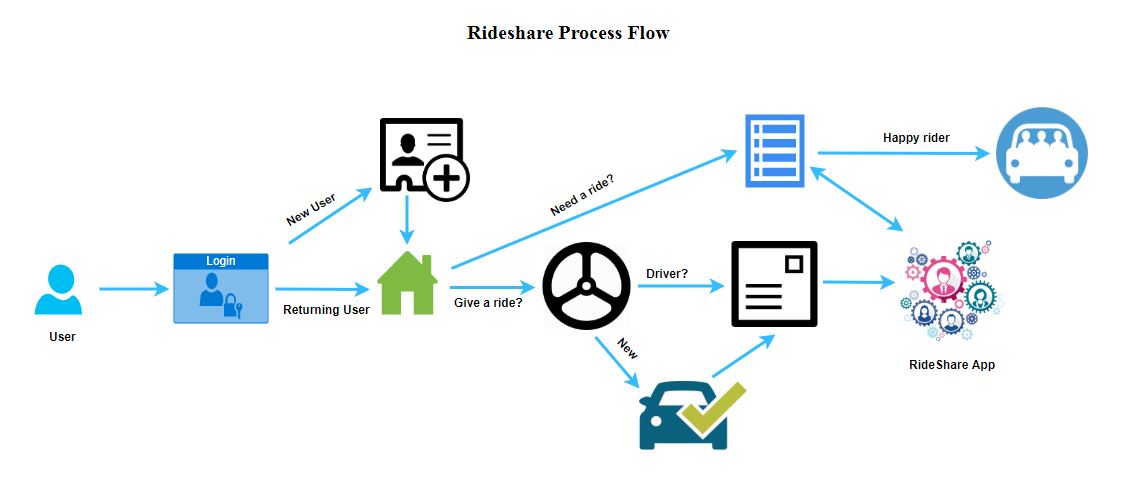 Rideshare Process Flow
Happy rider
Need a ride?
New User
Login
Returning User
Give a ride?
Driver?
User
New
RideShare App